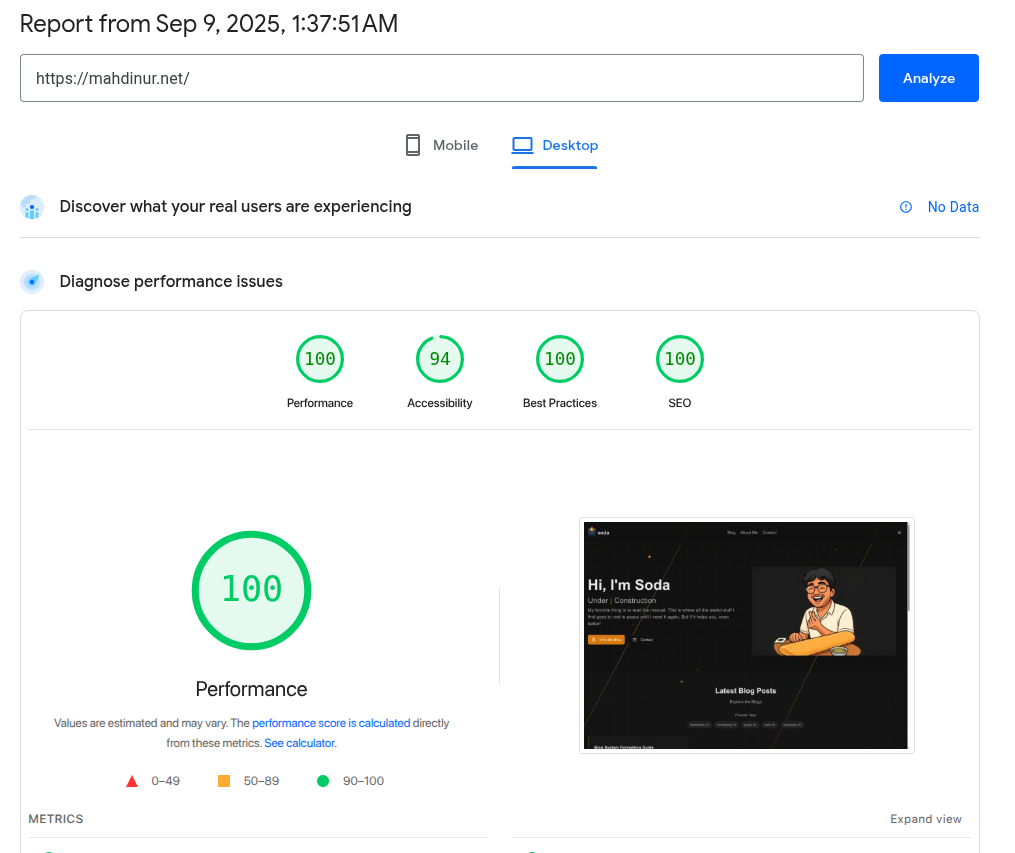 Report from Sep 9, 2025, 1:37:51 AM
https://mahdinur.net/
Analyze
Mobile
Desktop
Discover what your real users are experiencing
No Data
Diagnose performance issues
100
94
100
100
Performance
Accessibility
Best Practices
SEO
100
Performance
Values are estimated and may vary. The performance score is calculated directly
from these metrics. See calculator.
0–49
50–89
90–100
soda
Blog
About Me
Contact
Hi, I'm Soda
Under | Construction
My favorite thing is to read the manual. This is where all the useful stuff I
find goes to rest in peace until I need it again. But if it helps you, even
better!
View My Blog
Contact
Latest Blog Posts
Explore the Blogs
Popular Tags
Blog System Formatting Guide
METRICS
Expand view